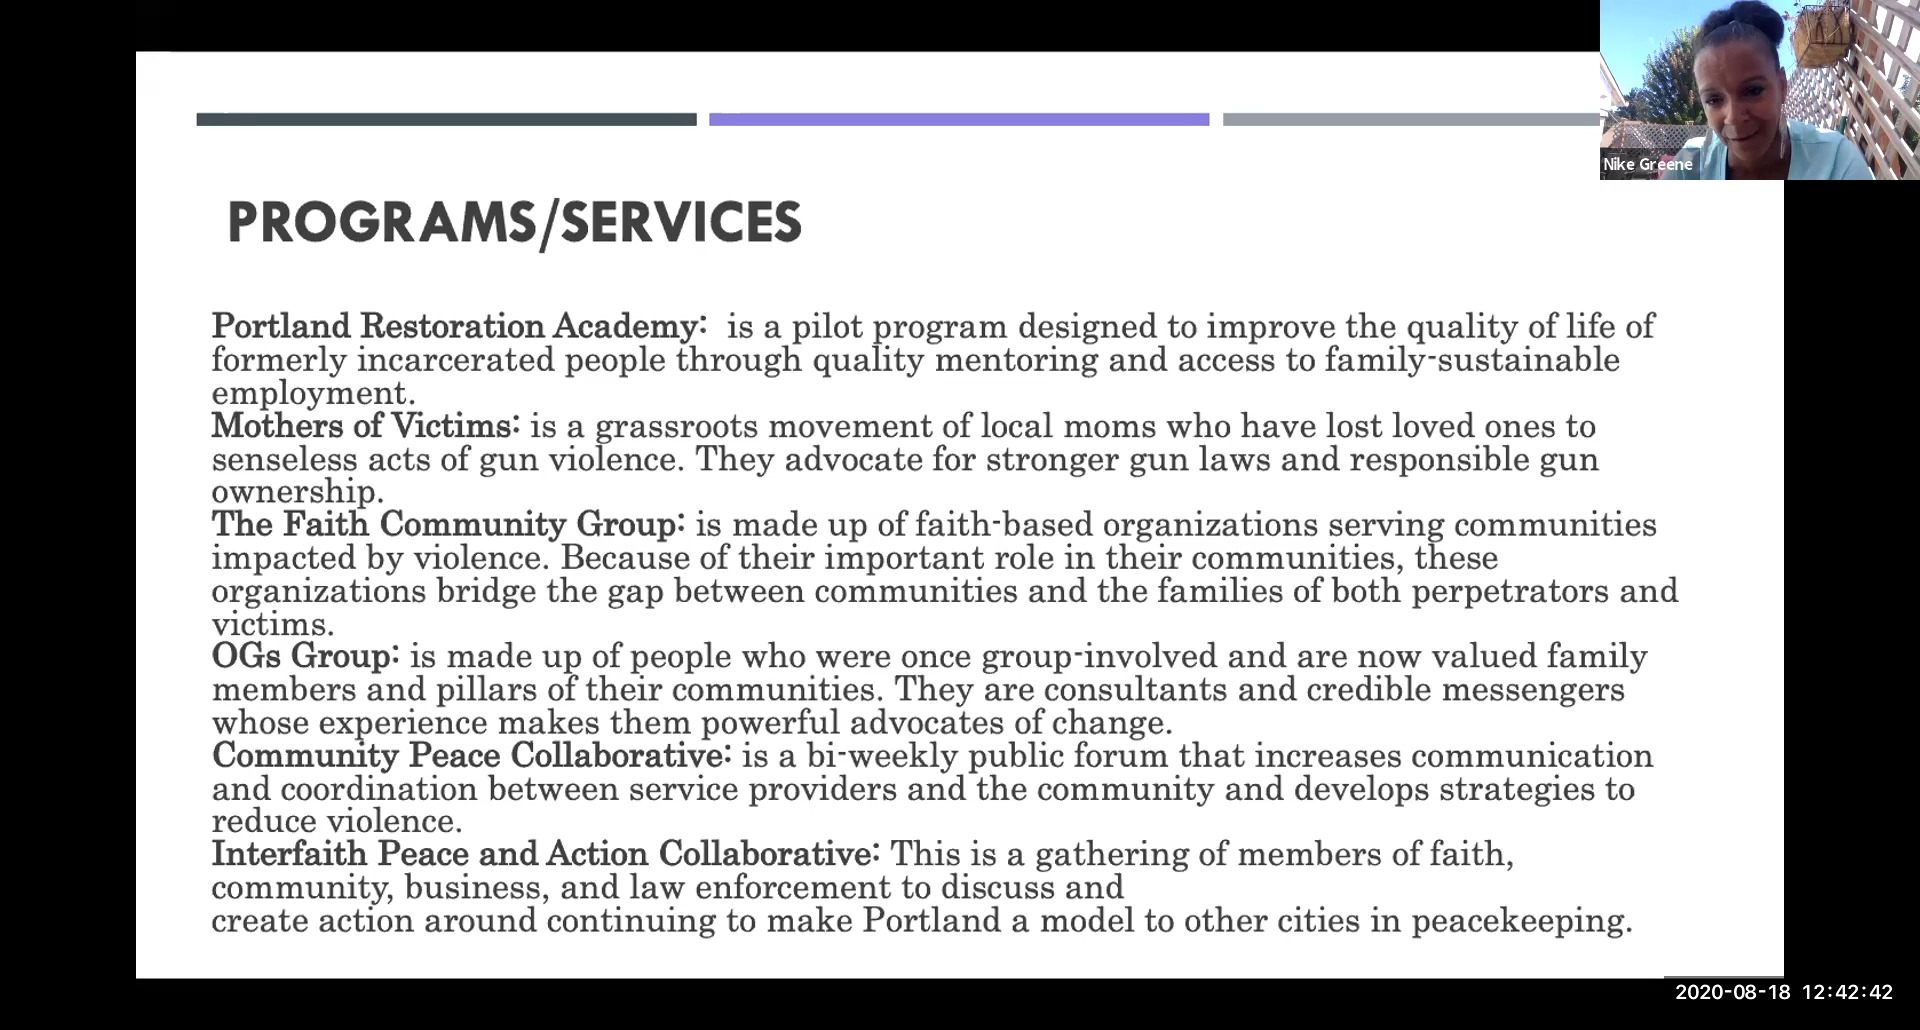 Nike Greene
PROGRAMS/SERVICES
Portland Restoration Academy:  is a pilot program designed to improve the quality of life of
formerly incarcerated people through quality mentoring and access to family-sustainable
employment.
Mothers of Victims: is a grassroots movement of local moms who have lost loved ones to
senseless acts of gun violence. They advocate for stronger gun laws and responsible gun
ownership.
The Faith Community Group: is made up of faith-based organizations serving communities
impacted by violence. Because of their important role in their communities, these
organizations bridge the gap between communities and the families of both perpetrators and
victims.
OGs Group: is made up of people who were once group-involved and are now valued family
members and pillars of their communities. They are consultants and credible messengers
whose experience makes them powerful advocates of change.
Community Peace Collaborative: is a bi-weekly public forum that increases communication
and coordination between service providers and the community and develops strategies to
reduce violence.
Interfaith Peace and Action Collaborative: This is a gathering of members of faith,
community, business, and law enforcement to discuss and
create action around continuing to make Portland a model to other cities in peacekeeping.
2020-08-18 12:42:42